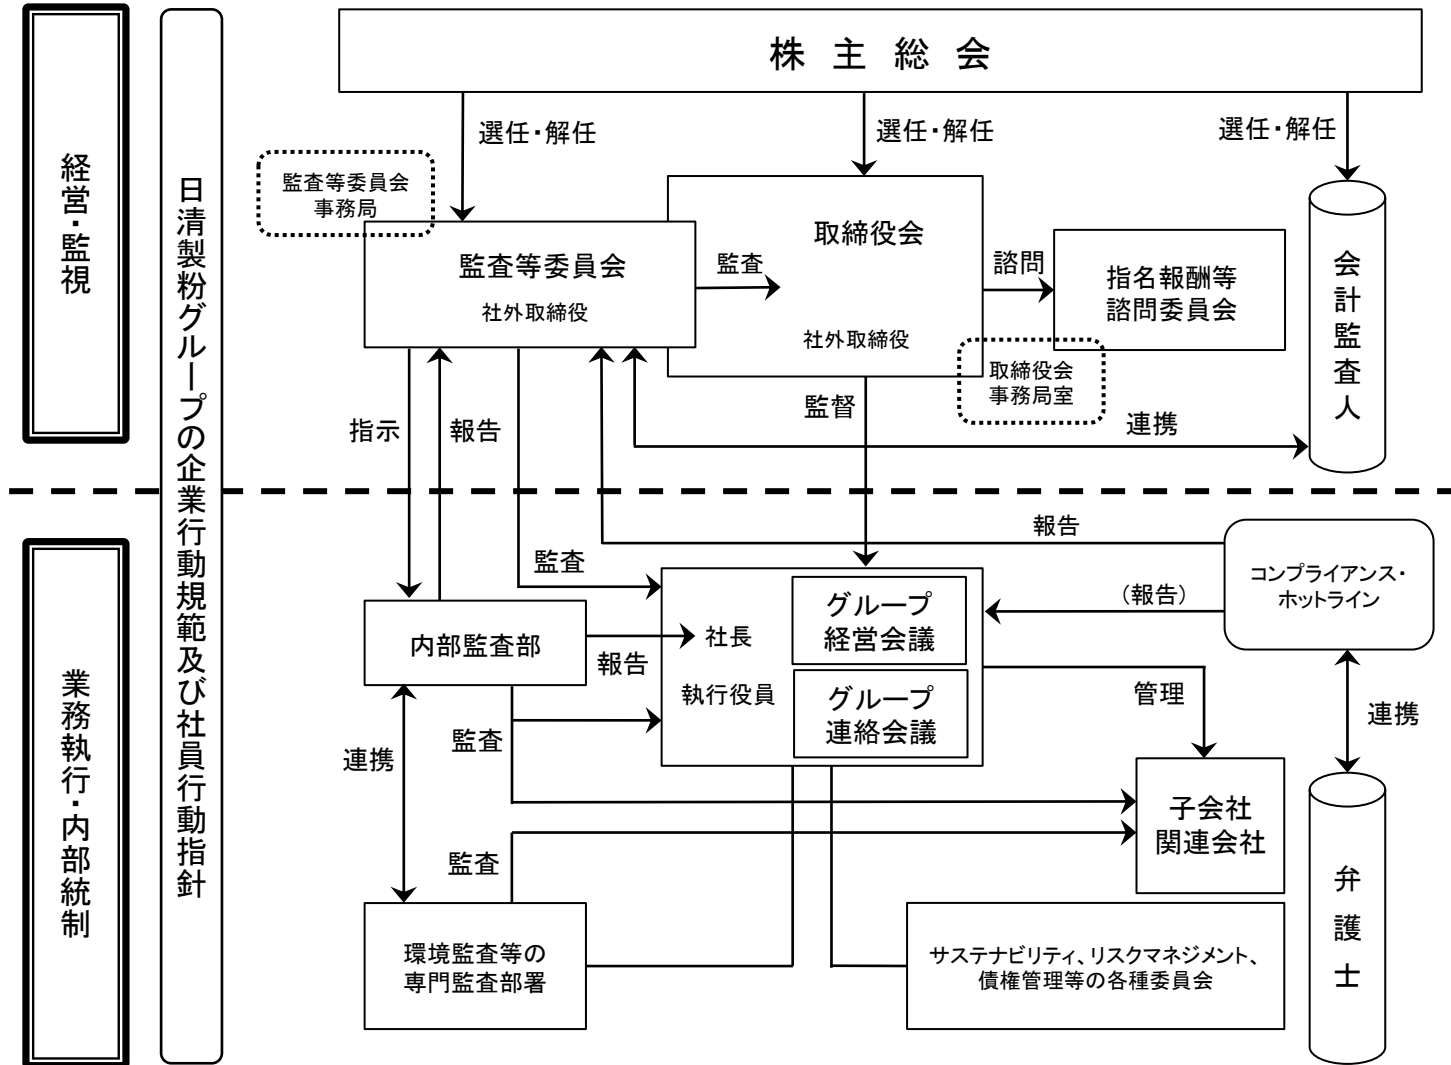 経営・監視
業務執行・内部統制
日清製粉グループの企業行動規範及び社員行動指針
株主総会
選任・解任
選任・解任
選任・解任
監査等委員会
事務局
監査等委員会
社外取締役
監査
取締役会
社外取締役
諮問
指名報酬等
諮問委員会
取締役会
事務局室
会計監査人
指示
報告
監督
連携
報告
監査
コンプライアンス・
ホットライン
（報告）
内部監査部
報告
社長
執行役員
グループ
経営会議
グループ
連絡会議
管理
連携
監査
連携
子会社
関連会社
監査
環境監査等の
専門監査部署
サステナビリティ、リスクマネジメント、
債権管理等の各種委員会
弁護士